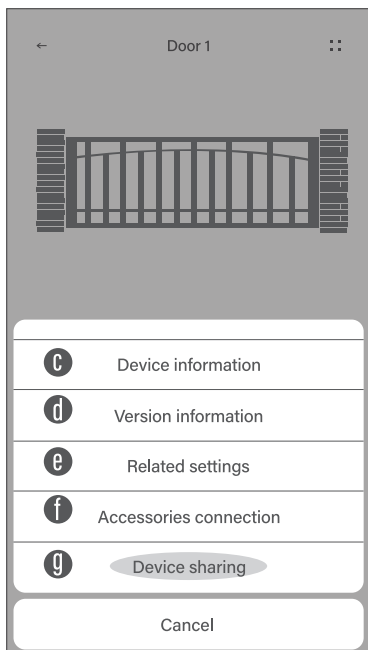 ← Door 1
c Device information
d Version information
e Related settings
f Accessories connection
g Device sharing
Cancel